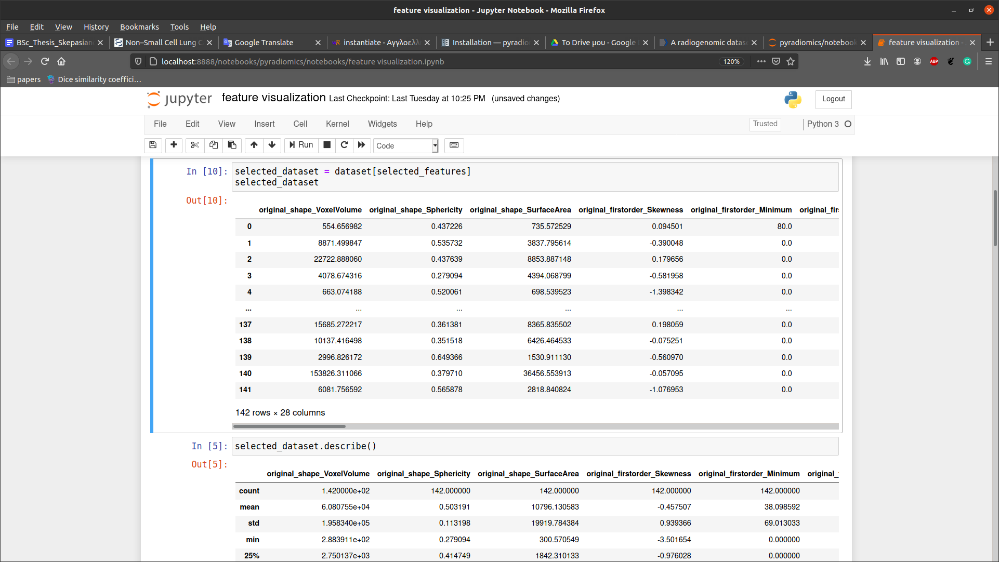 feature visualization - Jupyter Notebook - Mozilla Firefox
File Edit View History Bookmarks Tools Help
BSc_Thesis_Skepasian Non–Small Cell Lung C Google Translate instantiate - Αγγλοελλ Installation — pyradio To Drive μου - Google A radiogenomic datas pyradiomics/notebook feature visualization -
localhost:8888/notebooks/pyradiomics/notebooks/feature visualization.ipynb 120% ABP
papers Dice similarity coeffici…
jupyter feature visualization Last Checkpoint: Last Tuesday at 10:25 PM (unsaved changes) Logout
File Edit View Insert Cell Kernel Widgets Help Trusted Python 3
Run Code
In [10]: selected_dataset = dataset[selected_features]
selected_dataset
Out[10]:
original_shape_VoxelVolume original_shape_Sphericity original_shape_SurfaceArea original_firstorder_Skewness original_firstorder_Minimum original_firs
0 554.656982 0.437226 735.572529 0.094501 80.0
1 8871.499847 0.535732 3837.795614 -0.390048 0.0
2 22722.888060 0.437639 8853.887148 0.179656 0.0
3 4078.674316 0.279094 4394.068799 -0.581958 0.0
4 663.074188 0.520061 698.539523 -1.398342 0.0
... ... ... ... ... ...
137 15685.272217 0.361381 8365.835502 0.198059 0.0
138 10137.416498 0.351518 6426.464533 -0.075251 0.0
139 2996.826172 0.649366 1530.911130 -0.560970 0.0
140 153826.311066 0.379710 36456.553913 -0.057095 0.0
141 6081.756592 0.565878 2818.840824 -1.076953 0.0
142 rows × 28 columns
In [5]: selected_dataset.describe()
Out[5]:
original_shape_VoxelVolume original_shape_Sphericity original_shape_SurfaceArea original_firstorder_Skewness original_firstorder_Minimum original_
count 1.420000e+02 142.000000 142.000000 142.000000 142.000000
mean 6.080755e+04 0.503191 10796.130583 -0.457507 38.098592
std 1.958340e+05 0.113198 19919.784384 0.939366 69.013033
min 2.883911e+02 0.279094 300.570549 -3.501654 0.000000
25% 2.750137e+03 0.414749 1842.310133 -0.976028 0.000000